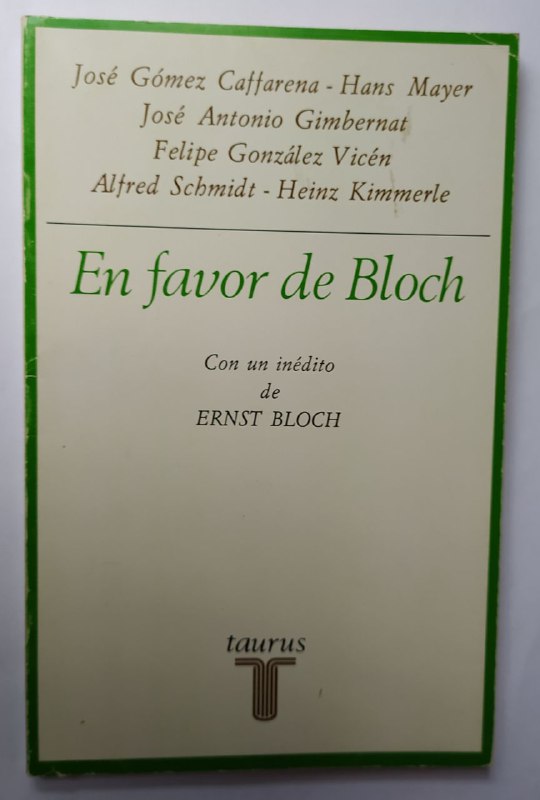 José Gómez Caffarena - Hans Mayer
José Antonio Gimbernat
Felipe González Vicén
Alfred Schmidt - Heinz Kimmerle
En favor de Bloch
Con un inédito
de
ERNST BLOCH
taurus